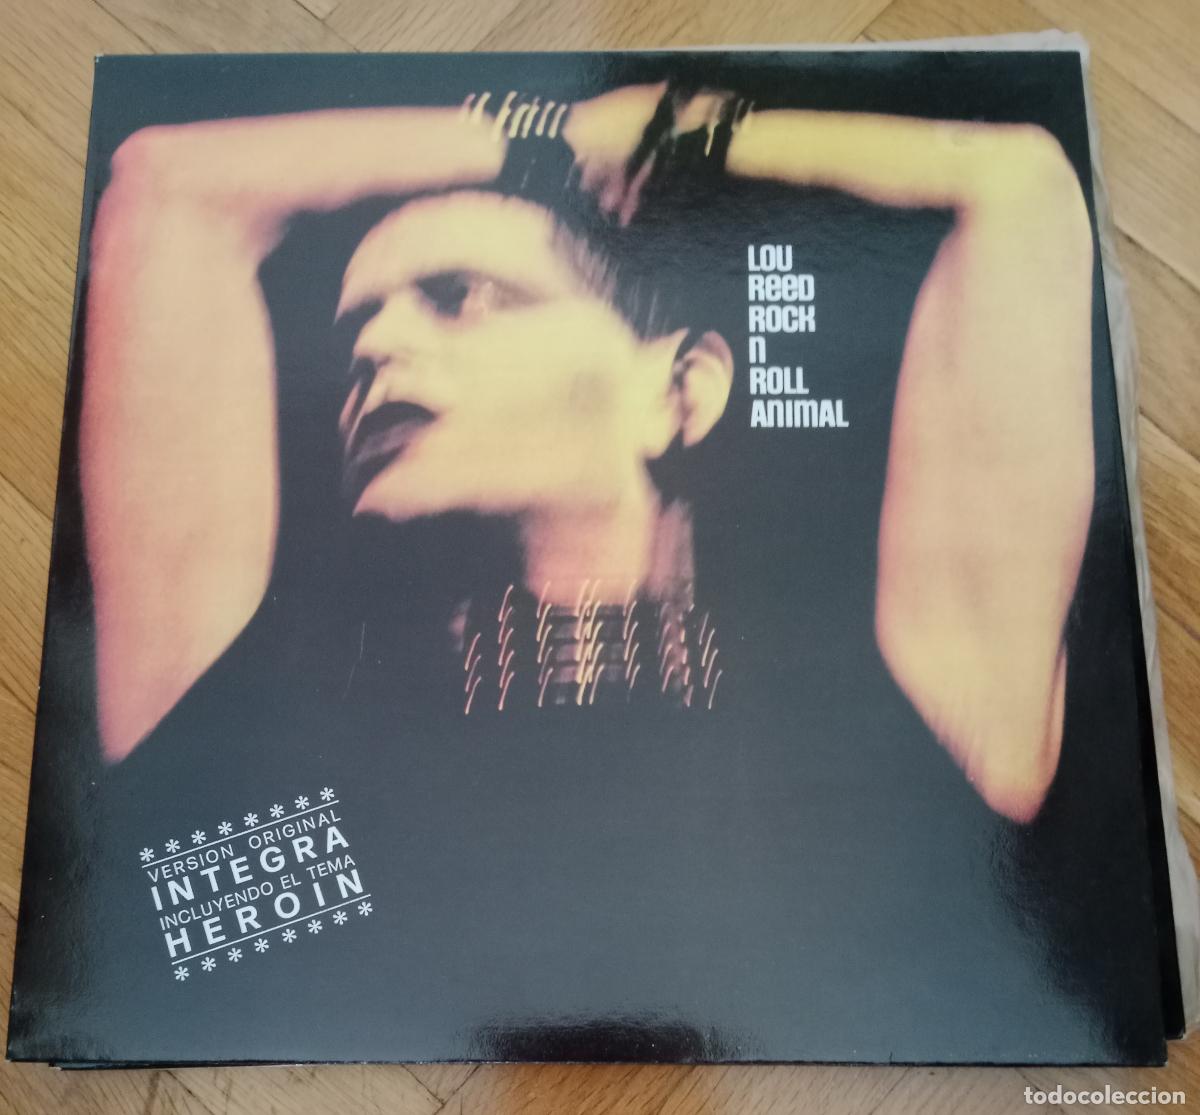 LOU
REED
ROCK
N
ROLL
ANIMAL
* * * * * * * *
VERSION ORIGINAL
INTEGRA
INCLUYENDO EL TEMA
HEROIN
* * * * * * * *
todocoleccion